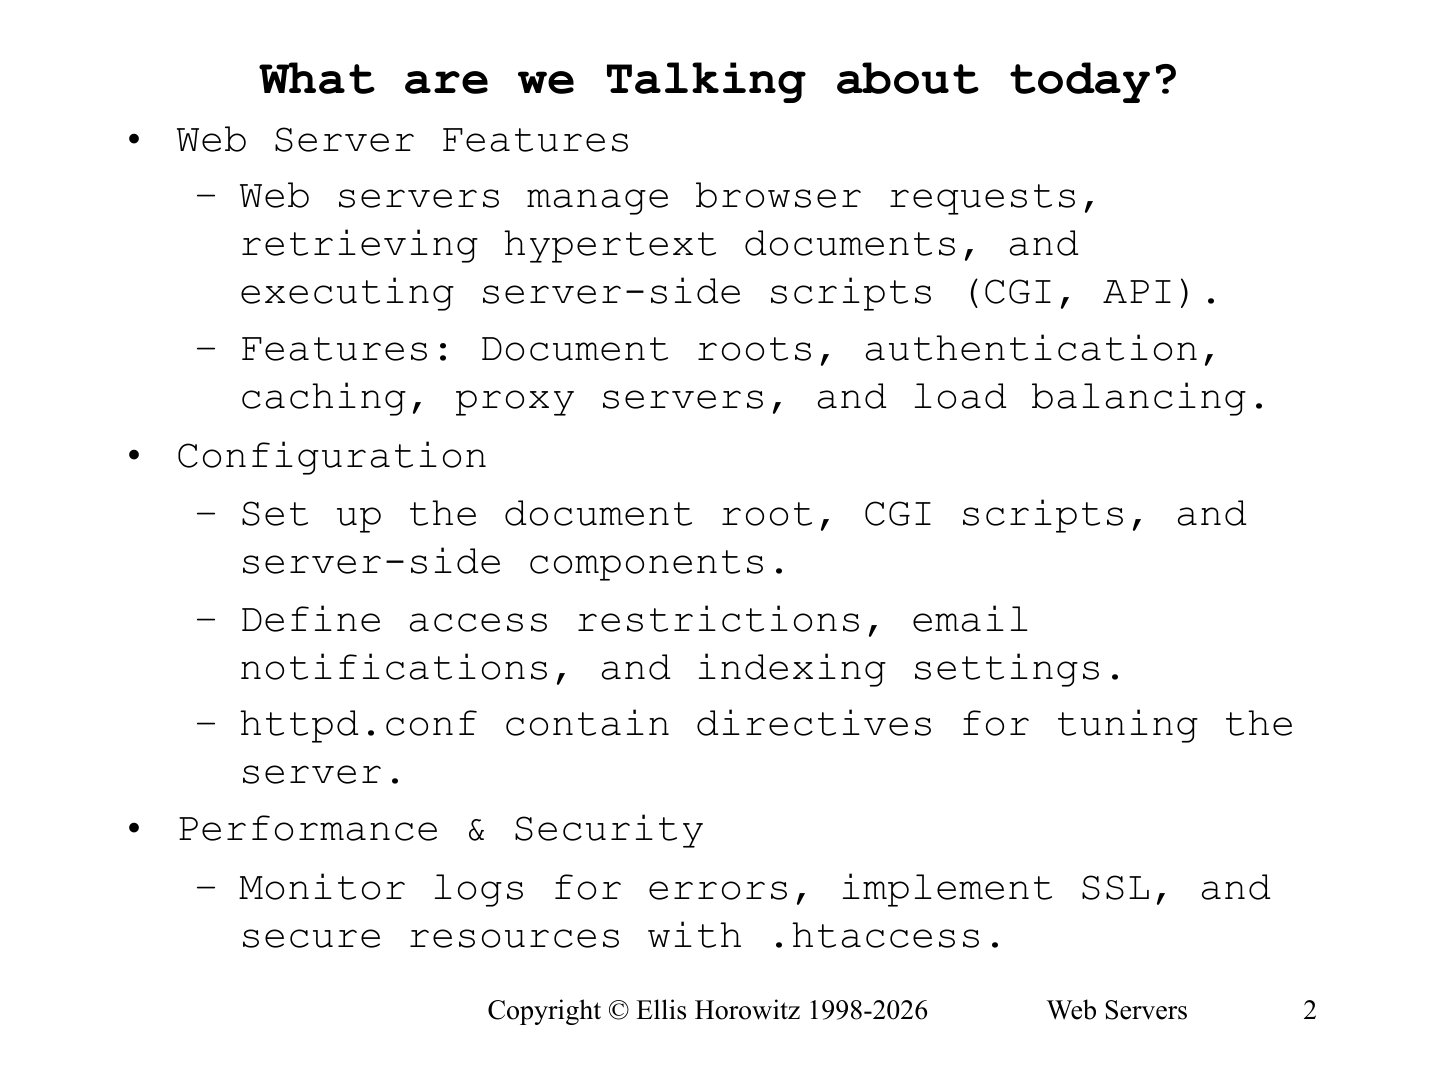 What are we Talking about today?
• Web Server Features
– Web servers manage browser requests,
retrieving hypertext documents, and
executing server-side scripts (CGI, API).
– Features: Document roots, authentication,
caching, proxy servers, and load balancing.
• Configuration
– Set up the document root, CGI scripts, and
server-side components.
– Define access restrictions, email
notifications, and indexing settings.
– httpd.conf contain directives for tuning the
server.
• Performance & Security
– Monitor logs for errors, implement SSL, and
secure resources with .htaccess.
Copyright © Ellis Horowitz 1998-2026 Web Servers 2